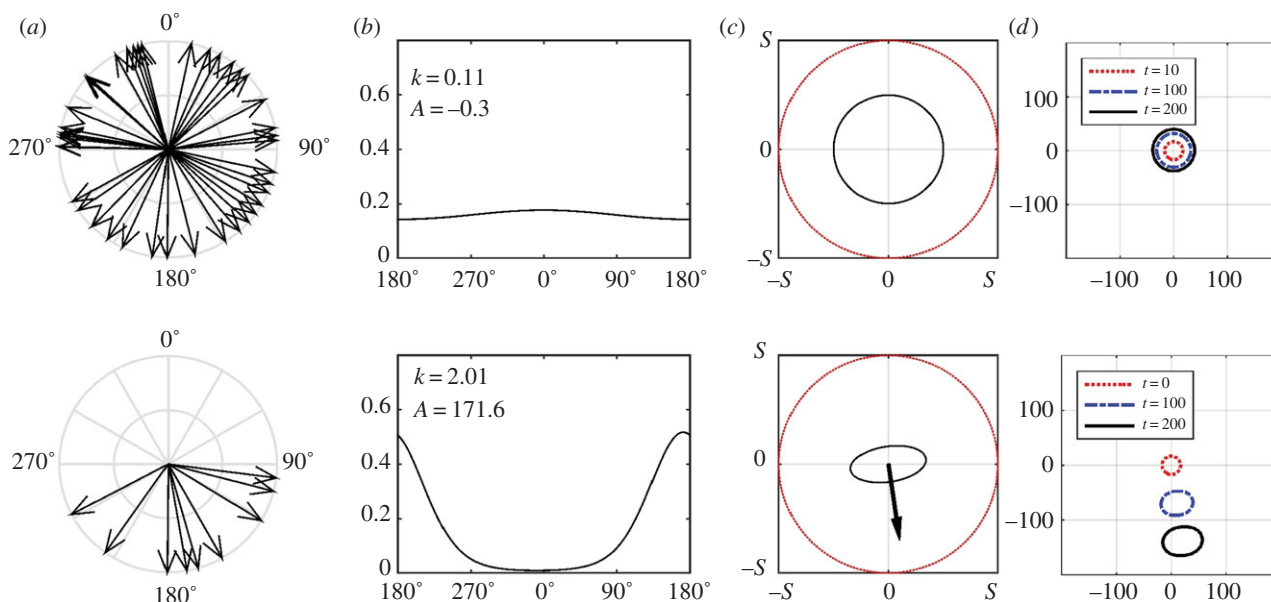 (a) (b) (c) (d)
0°
270° 90°
180°
k = 0.11
A = –0.3
0.6
0.4
0.2
0
180° 270° 0° 90° 180°
S
0
–S
–S 0 S
t = 10
t = 100
t = 200
100
0
–100
–100 0 100
0°
270° 90°
180°
k = 2.01
A = 171.6
0.6
0.4
0.2
0
180° 270° 0° 90° 180°
S
0
–S
–S 0 S
t = 0
t = 100
t = 200
100
0
–100
–100 0 100